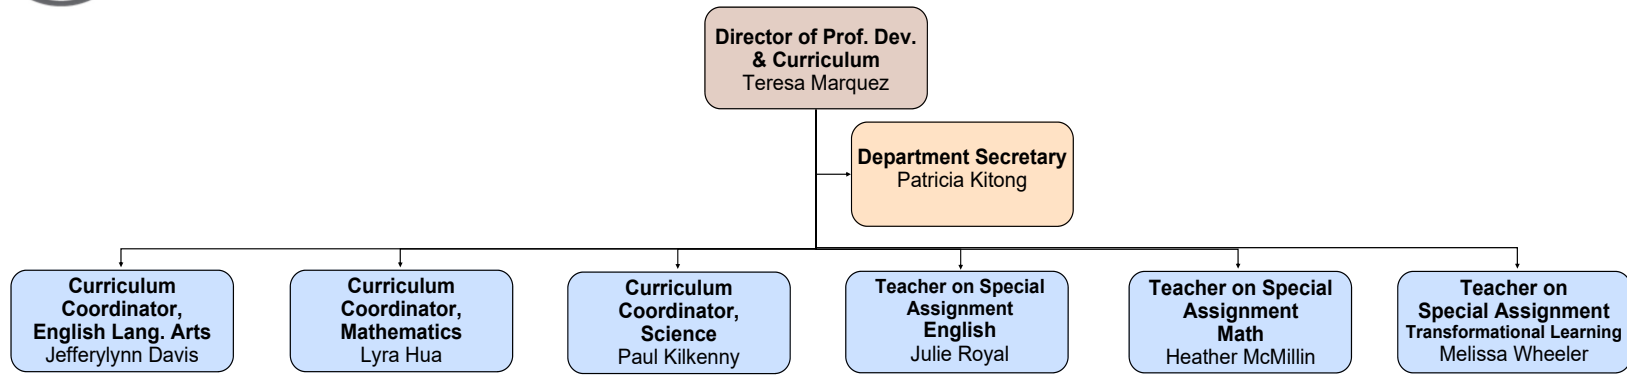 Director of Prof. Dev.
& Curriculum
Teresa Marquez
Department Secretary
Patricia Kitong
Curriculum
Coordinator,
English Lang. Arts
Jefferylynn Davis
Curriculum
Coordinator,
Mathematics
Lyra Hua
Curriculum
Coordinator,
Science
Paul Kilkenny
Teacher on Special
Assignment
English
Julie Royal
Teacher on Special
Assignment
Math
Heather McMillin
Teacher on
Special Assignment
Transformational Learning
Melissa Wheeler